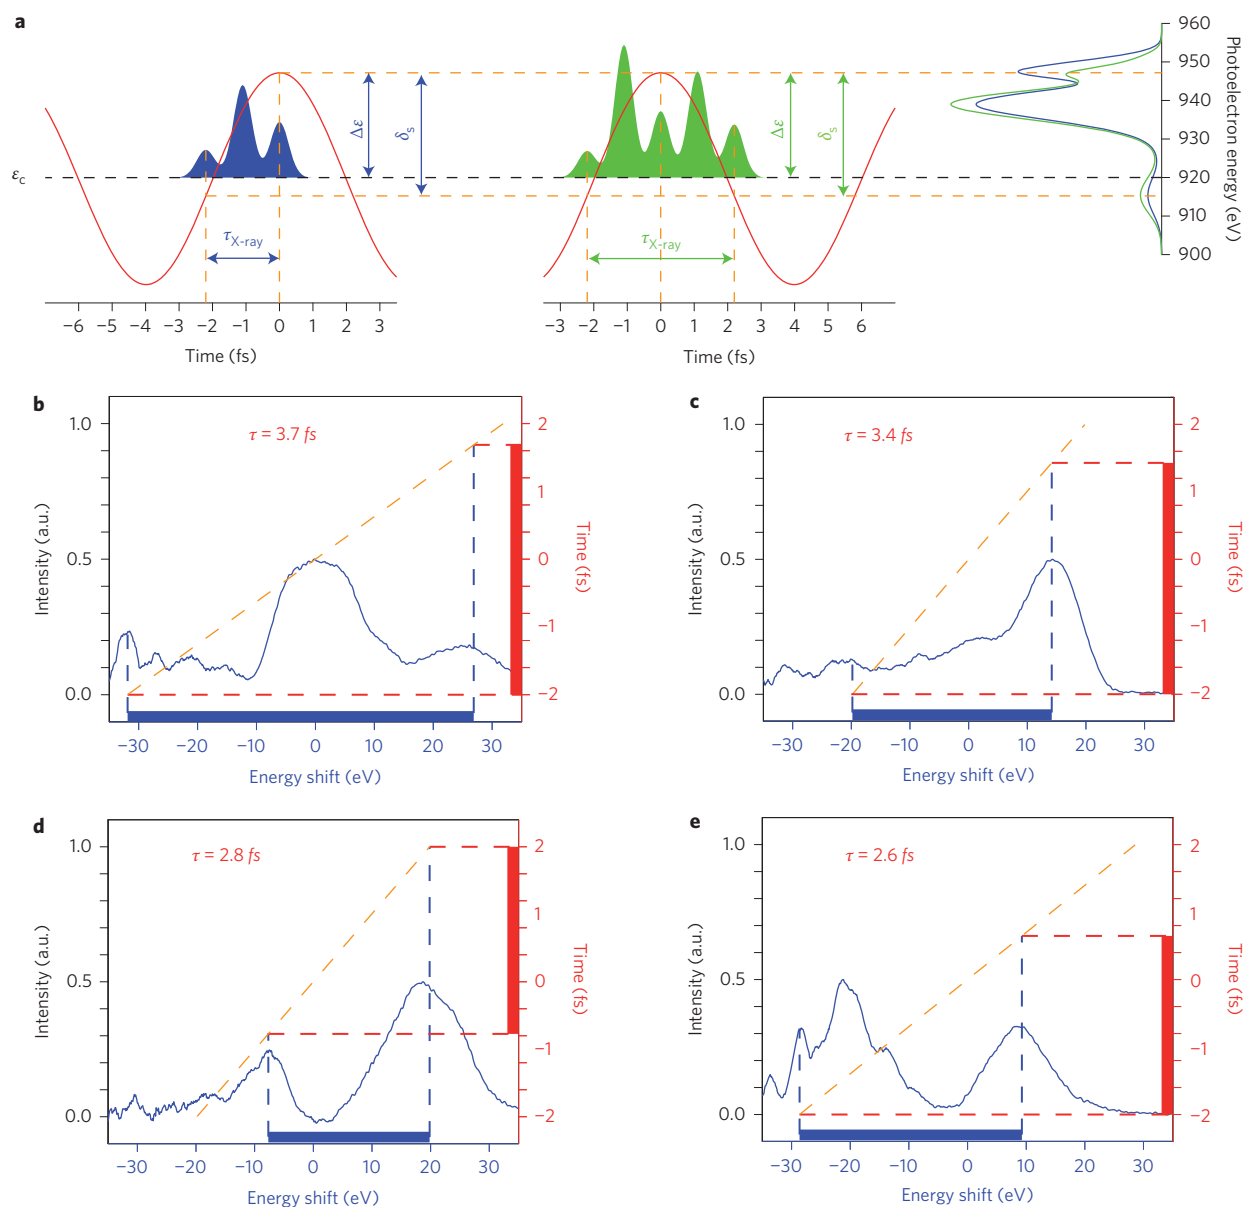 a
Δε
δs
τX-ray
εc
−6 −5 −4 −3 −2 −1 0 1 2 3
Time (fs)
Δε
δs
τX-ray
−3 −2 −1 0 1 2 3 4 5 6
Time (fs)
960
950
940
930
920
910
900
Photoelectron energy (eV)
b
τ = 3.7 fs
1.0
0.5
0.0
Intensity (a.u.)
2
1
0
−1
−2
Time (fs)
−30 −20 −10 0 10 20 30
Energy shift (eV)
c
τ = 3.4 fs
1.0
0.5
0.0
Intensity (a.u.)
2
1
0
−1
−2
Time (fs)
−30 −20 −10 0 10 20 30
Energy shift (eV)
d
τ = 2.8 fs
1.0
0.5
0.0
Intensity (a.u.)
2
1
0
−1
−2
Time (fs)
−30 −20 −10 0 10 20 30
Energy shift (eV)
e
τ = 2.6 fs
1.0
0.5
0.0
Intensity (a.u.)
2
1
0
−1
−2
Time (fs)
−30 −20 −10 0 10 20 30
Energy shift (eV)